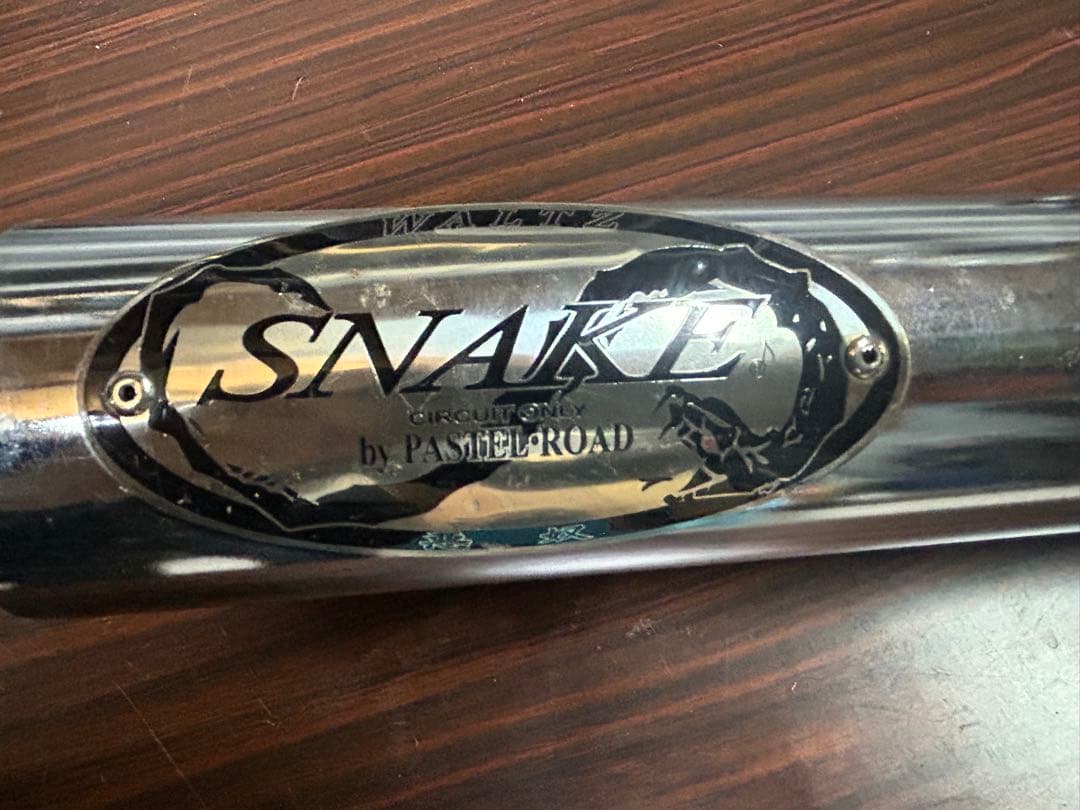 WALTZ
SNAKE
CIRCUIT ONLY
by PASTEL ROAD